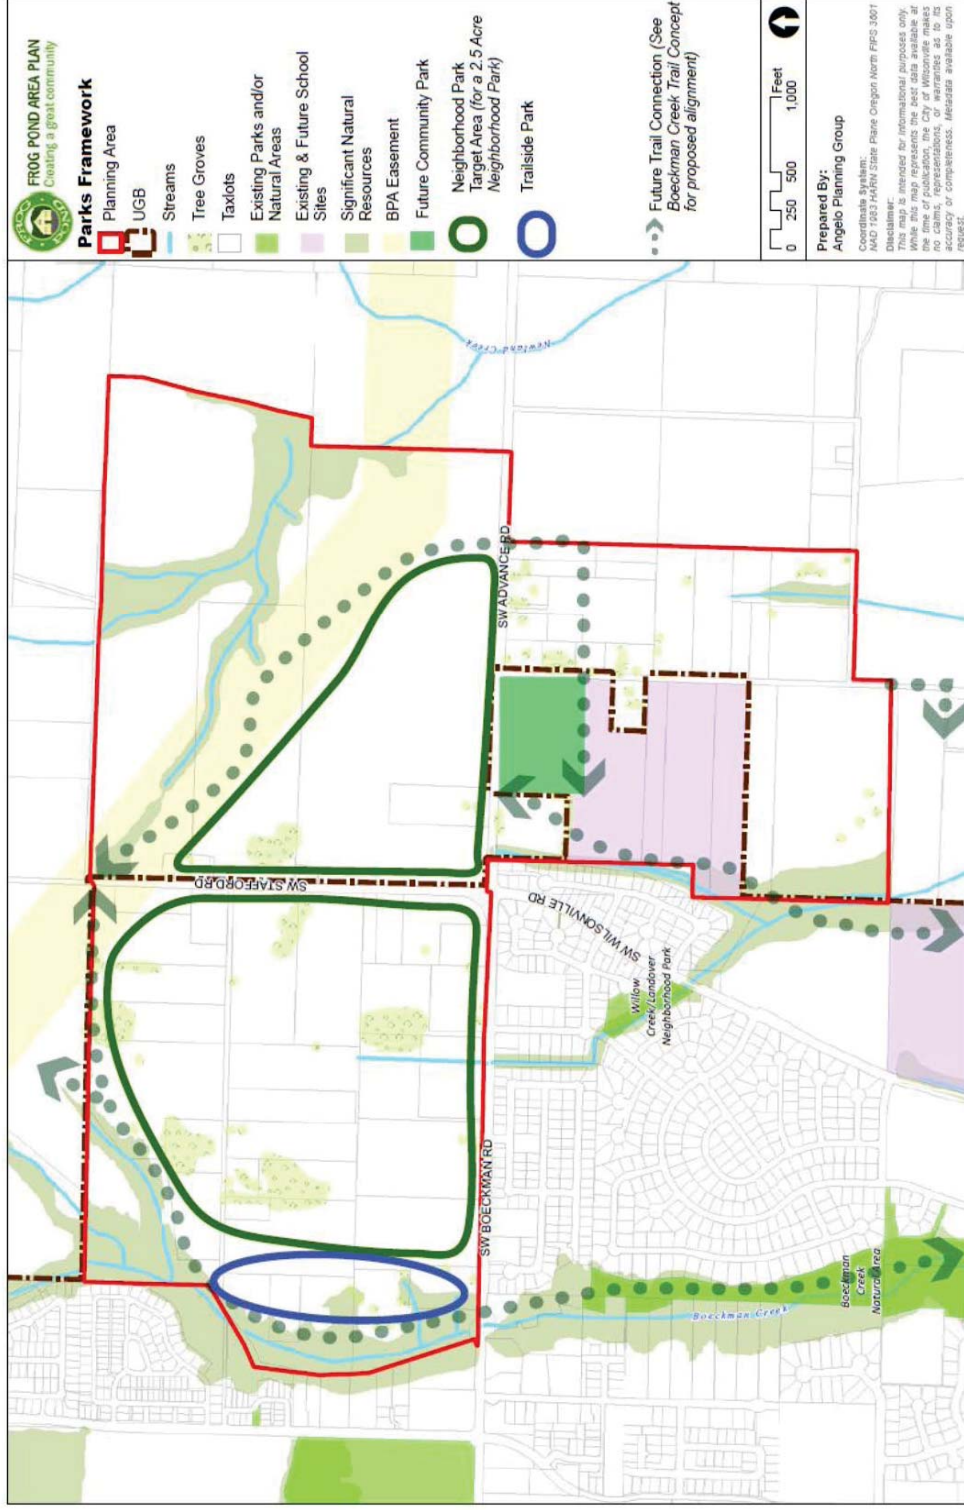 FROG POND AREA PLAN
Creating a great community
Parks Framework
Planning Area
UGB
Streams
Tree Groves
Taxlots
Existing Parks and/or
Natural Areas
Existing & Future School
Sites
Significant Natural
Resources
BPA Easement
Future Community Park
Neighborhood Park
Target Area (for a 2.5 Acre
Neighborhood Park)
Trailside Park
Future Trail Connection (See
Boeckman Creek Trail Concept
for proposed alignment)
0 250 500 1,000
Feet
Prepared By:
Angelo Planning Group
Coordinate System:
NAD 1983 HARN State Plane Oregon North FIPS 3601
Disclaimer:
This map is intended for informational purposes only.
While this map represents the best data available at
the time of publication, the City of Wilsonville makes
no claims, representations, or warranties as to its
accuracy or completeness. Metadata available upon
request.
SW STAFFORD RD
SW ADVANCE RD
SW BOECKMAN RD
SW WILSONVILLE RD
Newland Creek
Willow
Creek/Landover
Neighborhood Park
Boeckman Creek
Boeckman
Creek
Natural Area